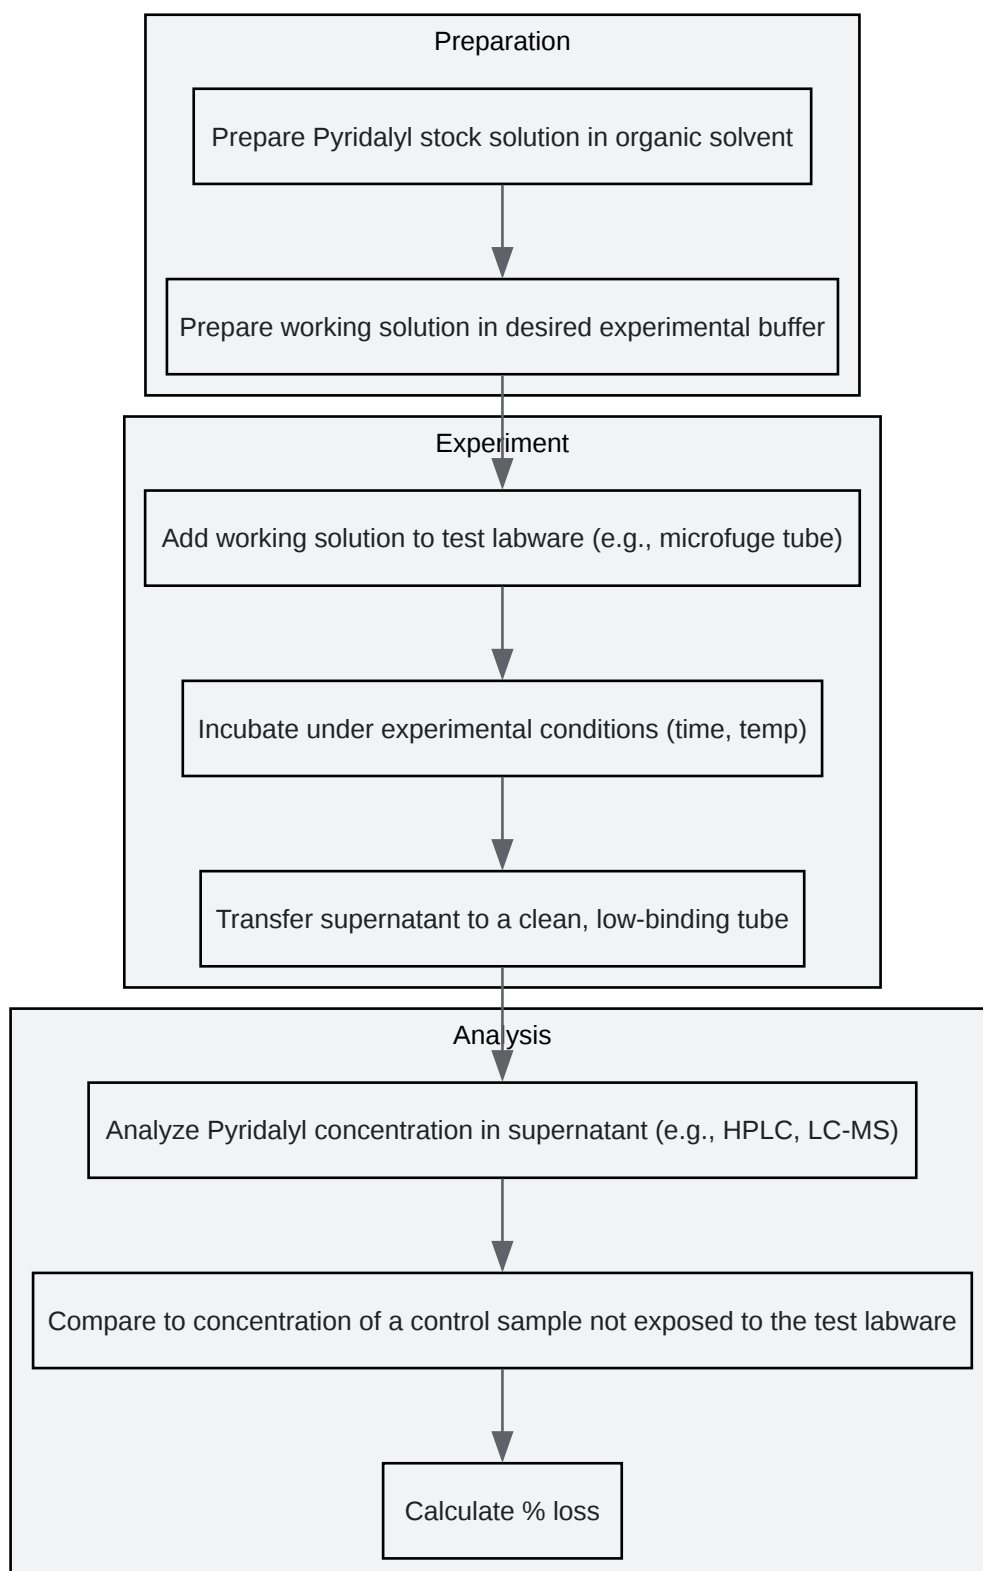 Preparation
Prepare Pyridalyl stock solution in organic solvent
Prepare working solution in desired experimental buffer
Experiment
Add working solution to test labware (e.g., microfuge tube)
Incubate under experimental conditions (time, temp)
Transfer supernatant to a clean, low-binding tube
Analysis
Analyze Pyridalyl concentration in supernatant (e.g., HPLC, LC-MS)
Compare to concentration of a control sample not exposed to the test labware
Calculate % loss